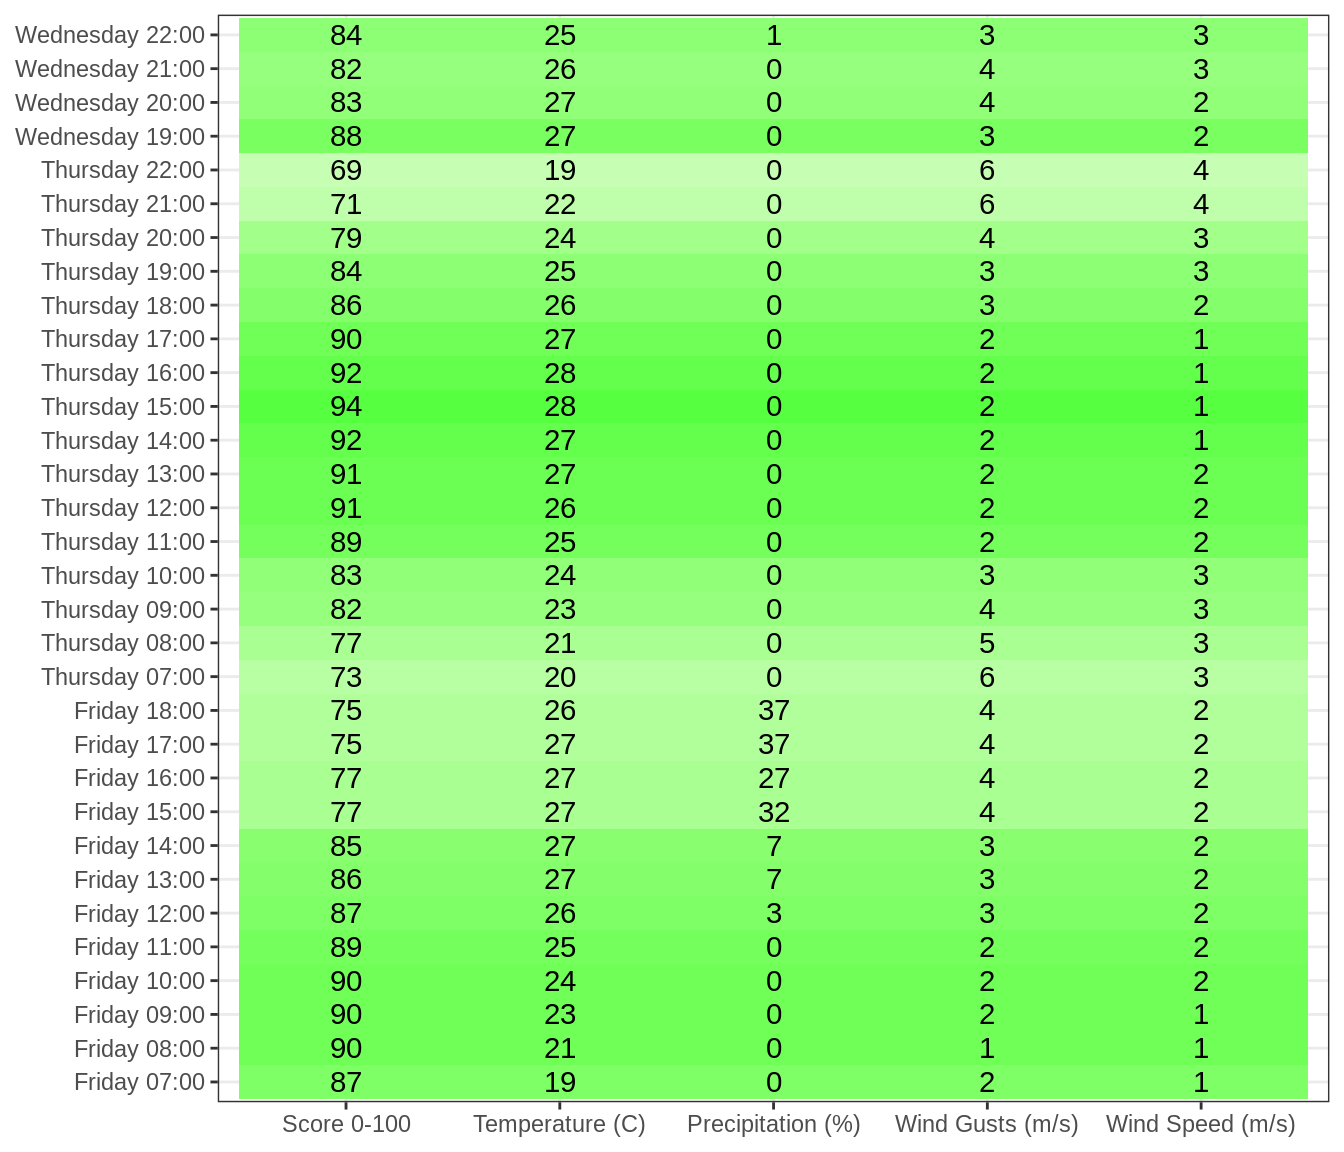 Wednesday 22:00 84 25 1 3 3
Wednesday 21:00 82 26 0 4 3
Wednesday 20:00 83 27 0 4 2
Wednesday 19:00 88 27 0 3 2
Thursday 22:00 69 19 0 6 4
Thursday 21:00 71 22 0 6 4
Thursday 20:00 79 24 0 4 3
Thursday 19:00 84 25 0 3 3
Thursday 18:00 86 26 0 3 2
Thursday 17:00 90 27 0 2 1
Thursday 16:00 92 28 0 2 1
Thursday 15:00 94 28 0 2 1
Thursday 14:00 92 27 0 2 1
Thursday 13:00 91 27 0 2 2
Thursday 12:00 91 26 0 2 2
Thursday 11:00 89 25 0 2 2
Thursday 10:00 83 24 0 3 3
Thursday 09:00 82 23 0 4 3
Thursday 08:00 77 21 0 5 3
Thursday 07:00 73 20 0 6 3
Friday 18:00 75 26 37 4 2
Friday 17:00 75 27 37 4 2
Friday 16:00 77 27 27 4 2
Friday 15:00 77 27 32 4 2
Friday 14:00 85 27 7 3 2
Friday 13:00 86 27 7 3 2
Friday 12:00 87 26 3 3 2
Friday 11:00 89 25 0 2 2
Friday 10:00 90 24 0 2 2
Friday 09:00 90 23 0 2 1
Friday 08:00 90 21 0 1 1
Friday 07:00 87 19 0 2 1
Score 0-100 Temperature (C) Precipitation (%) Wind Gusts (m/s) Wind Speed (m/s)